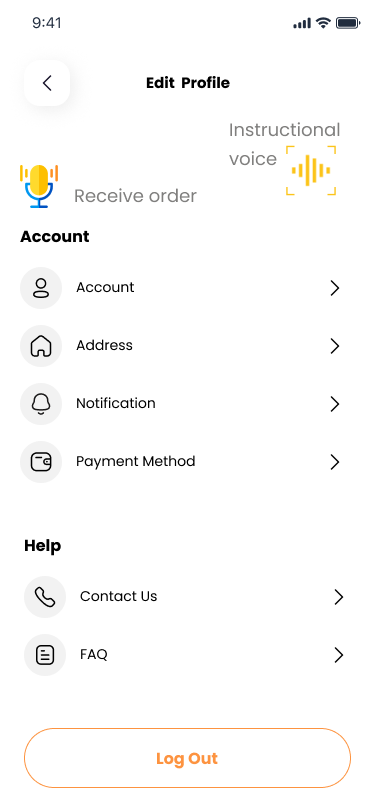 9:41
Edit Profile
Instructional
voice
Receive order
Account
Account
Address
Notification
Payment Method
Help
Contact Us
FAQ
Log Out